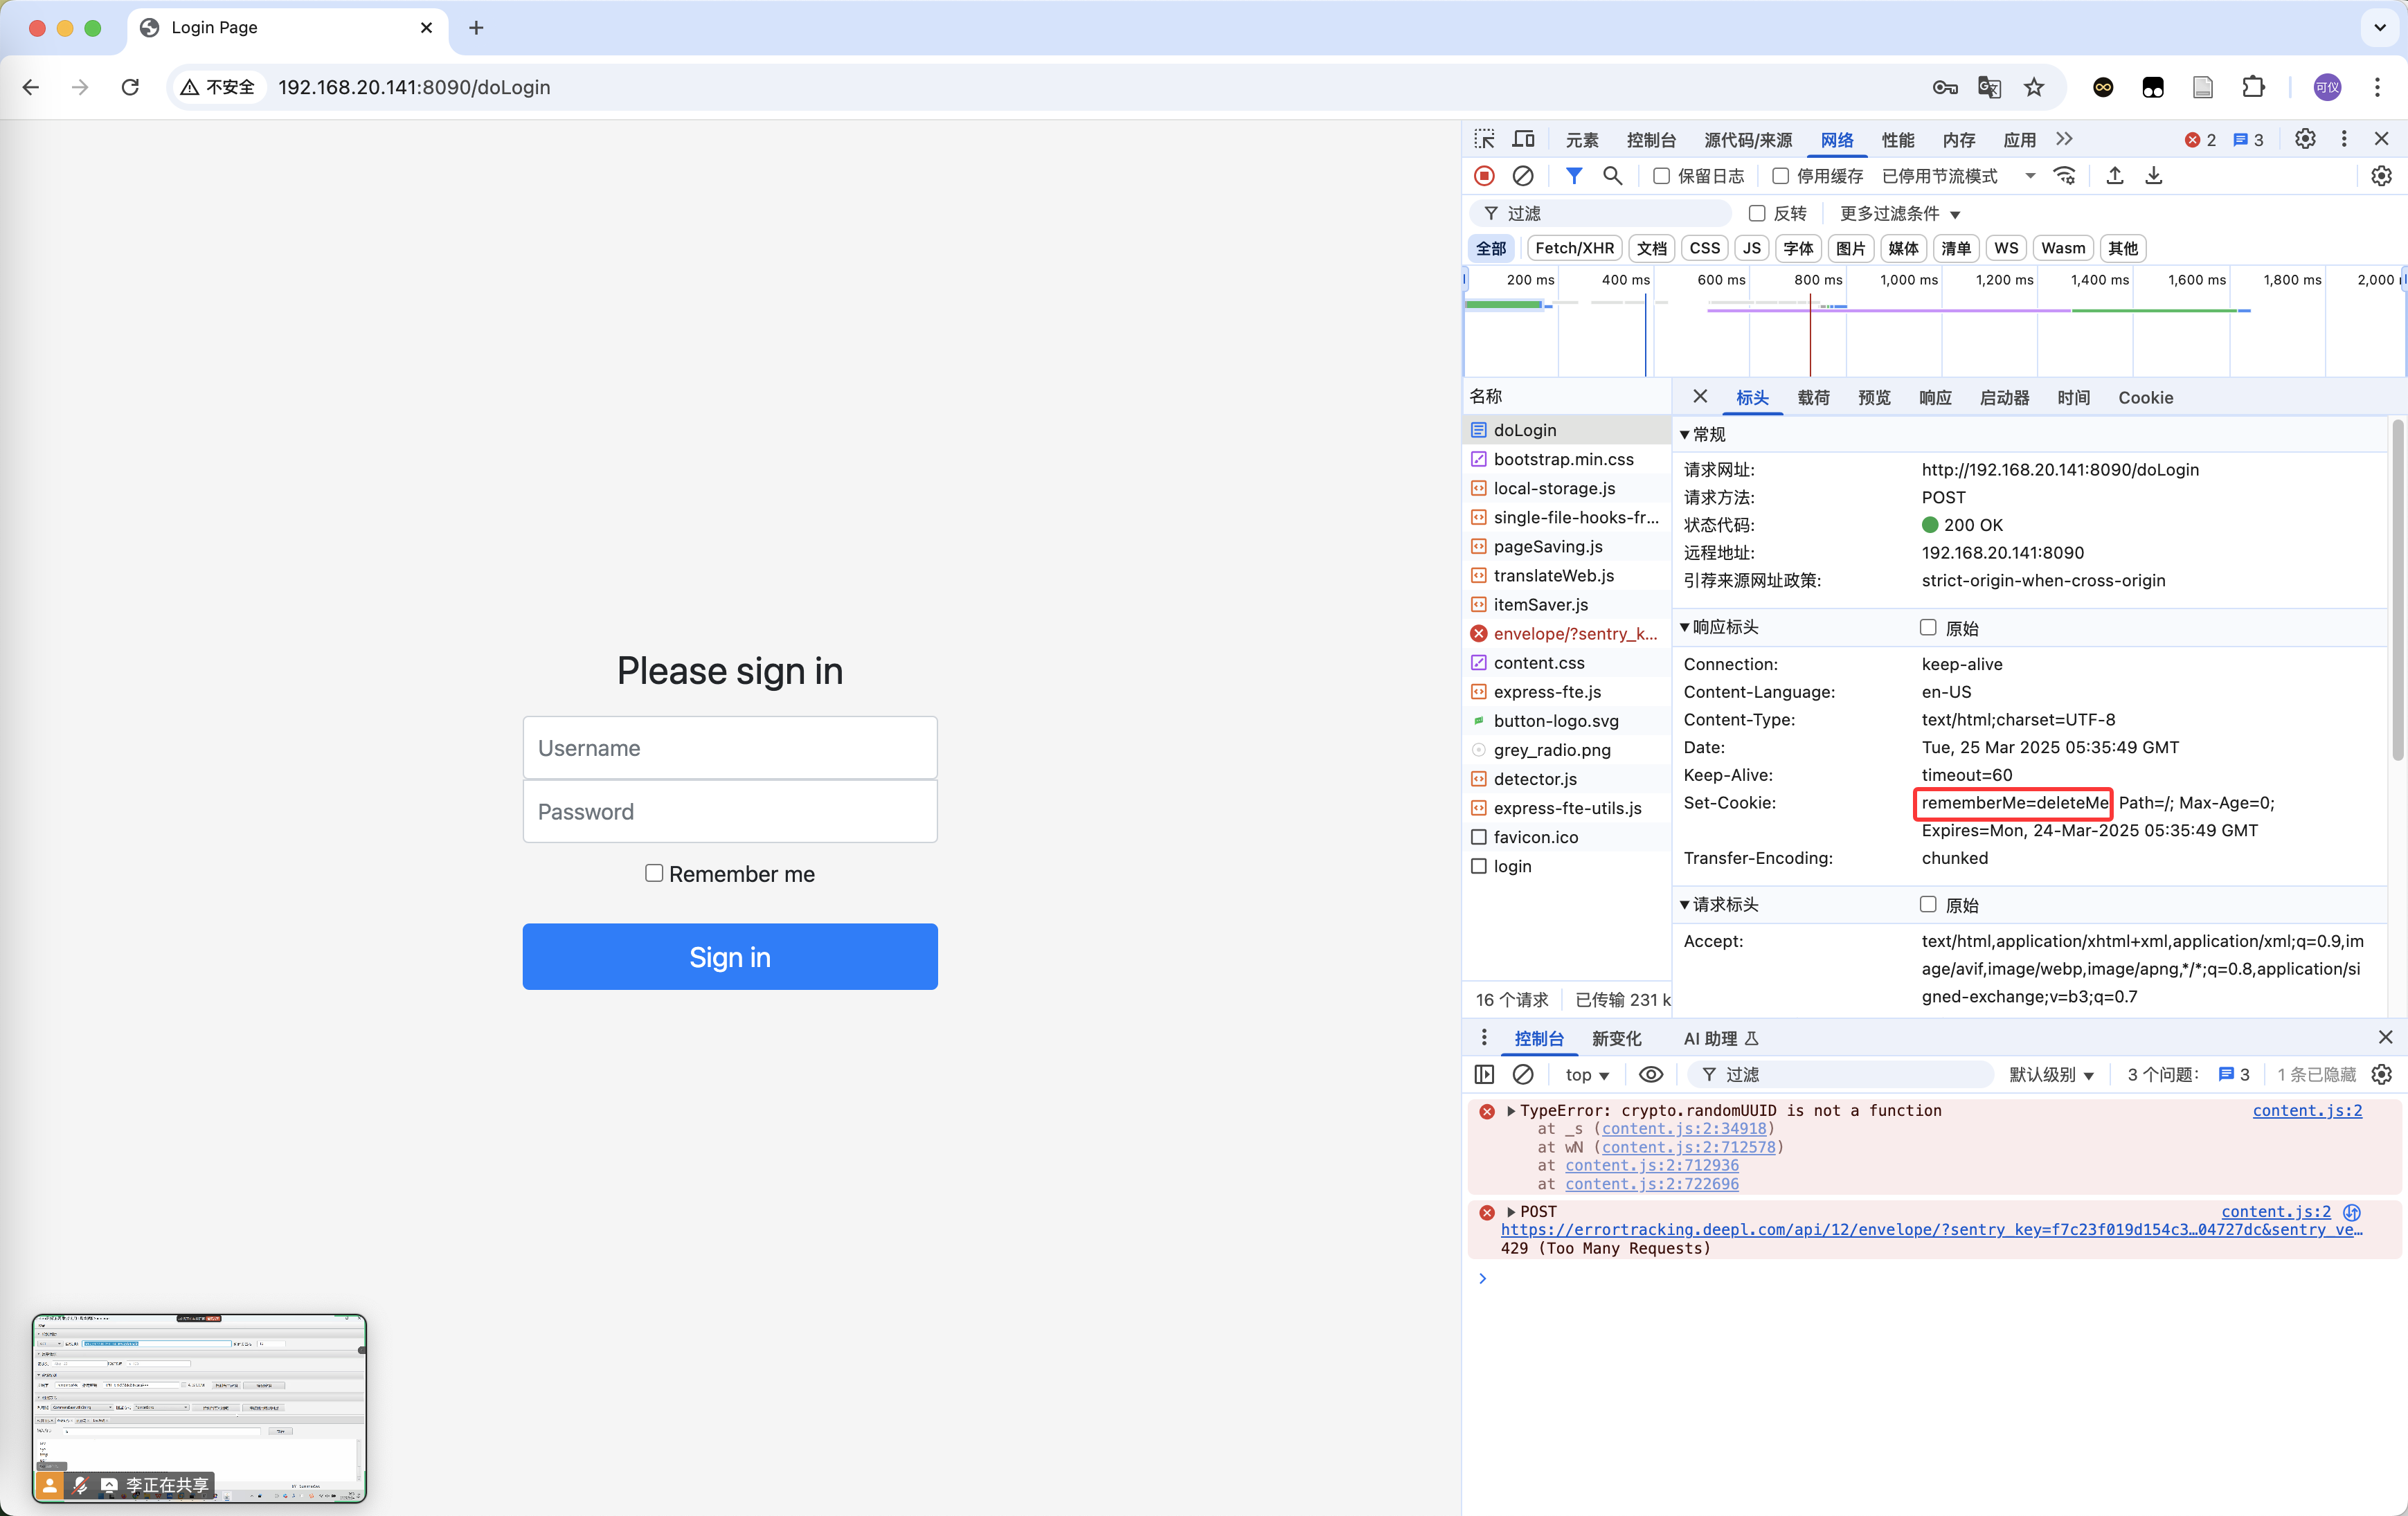 Login Page
不安全
192.168.20.141:8090/doLogin
可仪
元素
控制台
源代码/来源
网络
性能
内存
应用
2
3
保留日志
停用缓存
已停用节流模式
过滤
反转
更多过滤条件
全部
Fetch/XHR
文档
CSS
JS
字体
图片
媒体
清单
WS
Wasm
其他
200 ms
400 ms
600 ms
800 ms
1,000 ms
1,200 ms
1,400 ms
1,600 ms
1,800 ms
2,000
名称
标头
载荷
预览
响应
启动器
时间
Cookie
doLogin
bootstrap.min.css
local-storage.js
single-file-hooks-fr...
pageSaving.js
translateWeb.js
itemSaver.js
envelope/?sentry_k...
content.css
express-fte.js
button-logo.svg
grey_radio.png
detector.js
express-fte-utils.js
favicon.ico
login
16 个请求
已传输 231 k
常规
请求网址: http://192.168.20.141:8090/doLogin
请求方法: POST
状态代码: 200 OK
远程地址: 192.168.20.141:8090
引荐来源网址政策: strict-origin-when-cross-origin
响应标头 原始
Connection: keep-alive
Content-Language: en-US
Content-Type: text/html;charset=UTF-8
Date: Tue, 25 Mar 2025 05:35:49 GMT
Keep-Alive: timeout=60
Set-Cookie: rememberMe=deleteMe Path=/; Max-Age=0;
Expires=Mon, 24-Mar-2025 05:35:49 GMT
Transfer-Encoding: chunked
请求标头 原始
Accept: text/html,application/xhtml+xml,application/xml;q=0.9,im
age/avif,image/webp,image/apng,*/*;q=0.8,application/si
gned-exchange;v=b3;q=0.7
Please sign in
Username
Password
Remember me
Sign in
控制台
新变化
AI 助理
top
过滤
默认级别
3 个问题:
3
1 条已隐藏
TypeError: crypto.randomUUID is not a function content.js:2
at _s (content.js:2:34918)
at wN (content.js:2:712578)
at content.js:2:712936
at content.js:2:722696
POST content.js:2
https://errortracking.deepl.com/api/12/envelope/?sentry_key=f7c23f019d154c3…04727dc&sentry_ve…
429 (Too Many Requests)
李正在共享